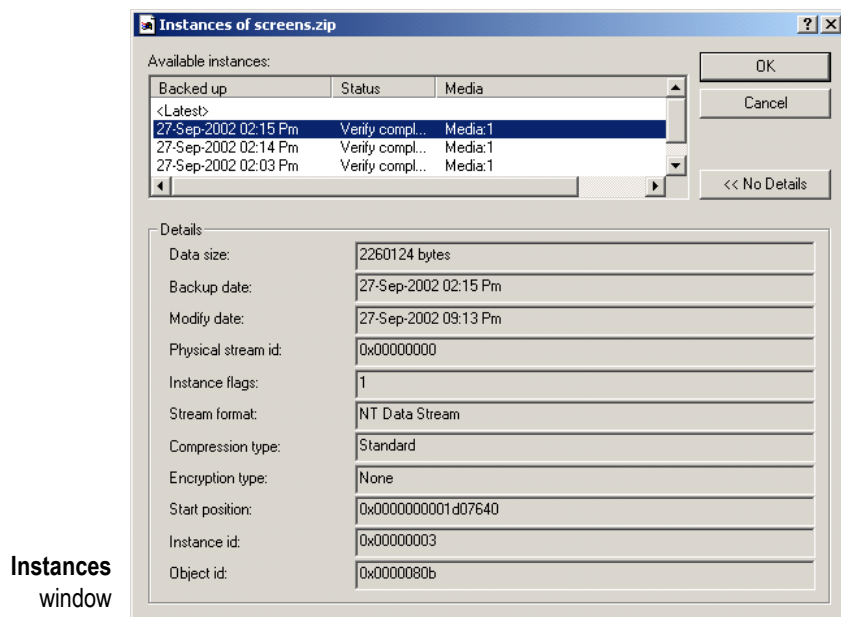 Instances of screens.zip
Available instances:
Backed up Status Media
<Latest>
27-Sep-2002 02:15 Pm Verify compl... Media:1
27-Sep-2002 02:14 Pm Verify compl... Media:1
27-Sep-2002 02:03 Pm Verify compl... Media:1
OK
Cancel
<< No Details
Details
Data size: 2260124 bytes
Backup date: 27-Sep-2002 02:15 Pm
Modify date: 27-Sep-2002 09:13 Pm
Physical stream id: 0x00000000
Instance flags: 1
Stream format: NT Data Stream
Compression type: Standard
Encryption type: None
Start position: 0x0000000001d07640
Instance id: 0x00000003
Object id: 0x0000080b
Instances
window